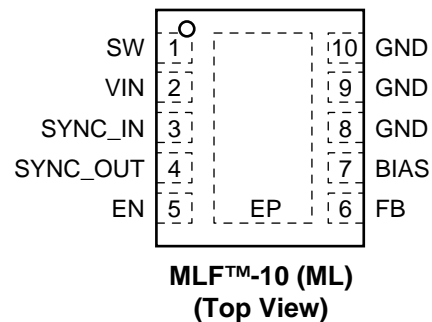 SW 1 10 GND
VIN 2 9 GND
SYNC_IN 3 8 GND
SYNC_OUT 4 7 BIAS
EN 5 EP 6 FB
MLF™-10 (ML)
(Top View)